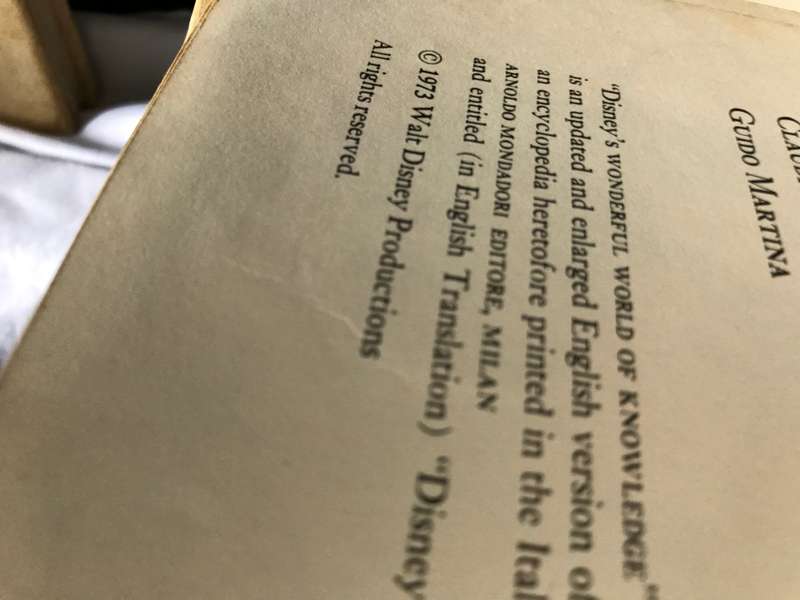 GUIDO MARTINA
"Disney's WONDERFUL WORLD OF KNOWLEDGE"
is an updated and enlarged English version of
an encyclopedia heretofore printed in the
ARNOLDO MONDADORI EDITORE, MILAN
and entitled (in English Translation) "Disney
© 1973 Walt Disney Productions
All rights reserved.